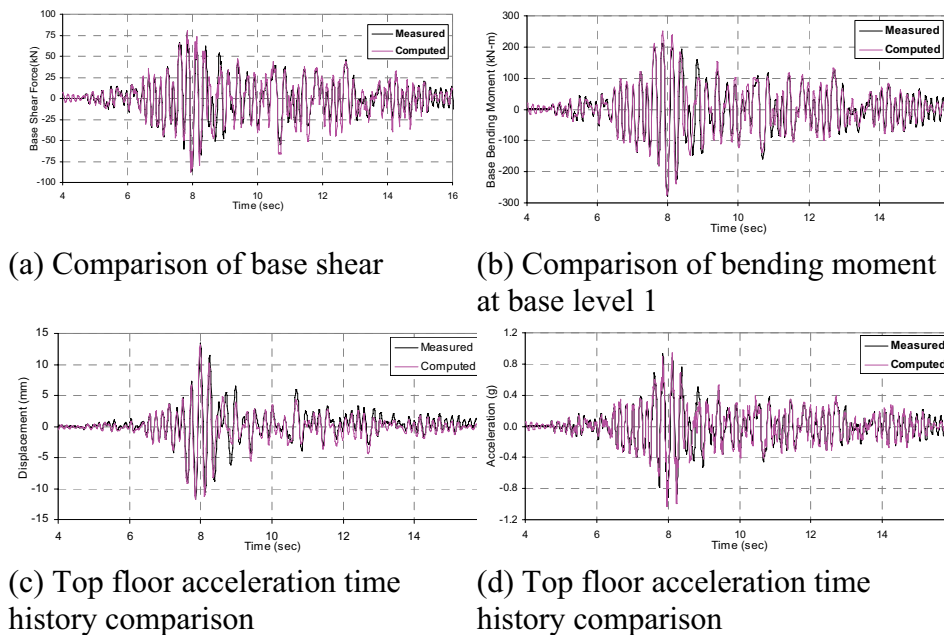 Base Shear Force(kN)
100
75
50
25
0
-25
-50
-75
-100
4 6 8 10 12 14 16
Time (sec)
Measured
Computed
Base Bending Moment (kN-m)
300
200
100
0
-100
-200
-300
4 6 8 10 12 14
Time (sec)
Measured
Computed
(a) Comparison of base shear
(b) Comparison of bending moment
at base level 1
Displacement (mm)
15
10
5
0
-5
-10
-15
4 6 8 10 12 14
Time (sec)
Measured
Computed
Acceleration (g)
1.2
0.8
0.4
0.0
-0.4
-0.8
-1.2
4 6 8 10 12 14
Time (sec)
Measured
Computed
(c) Top floor acceleration time
history comparison
(d) Top floor acceleration time
history comparison